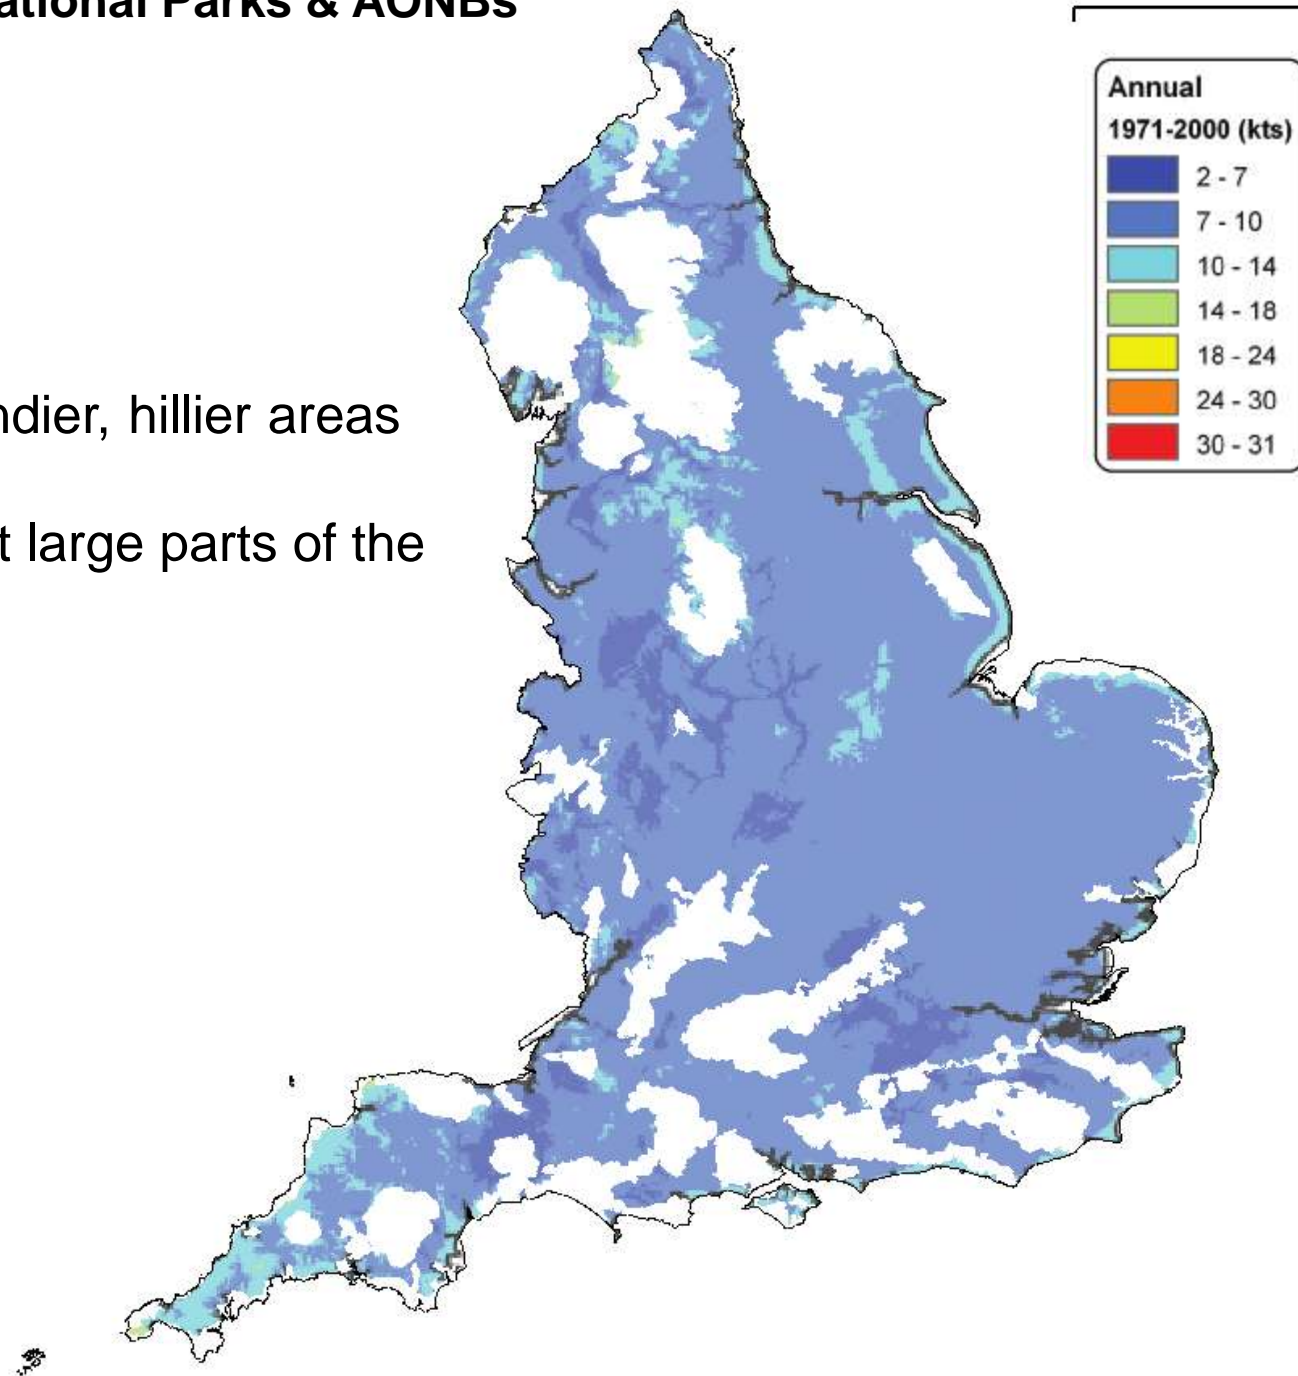 ational Parks & AONBs
ndier, hillier areas
t large parts of the
Annual
1971-2000 (kts)
2 - 7
7 - 10
10 - 14
14 - 18
18 - 24
24 - 30
30 - 31